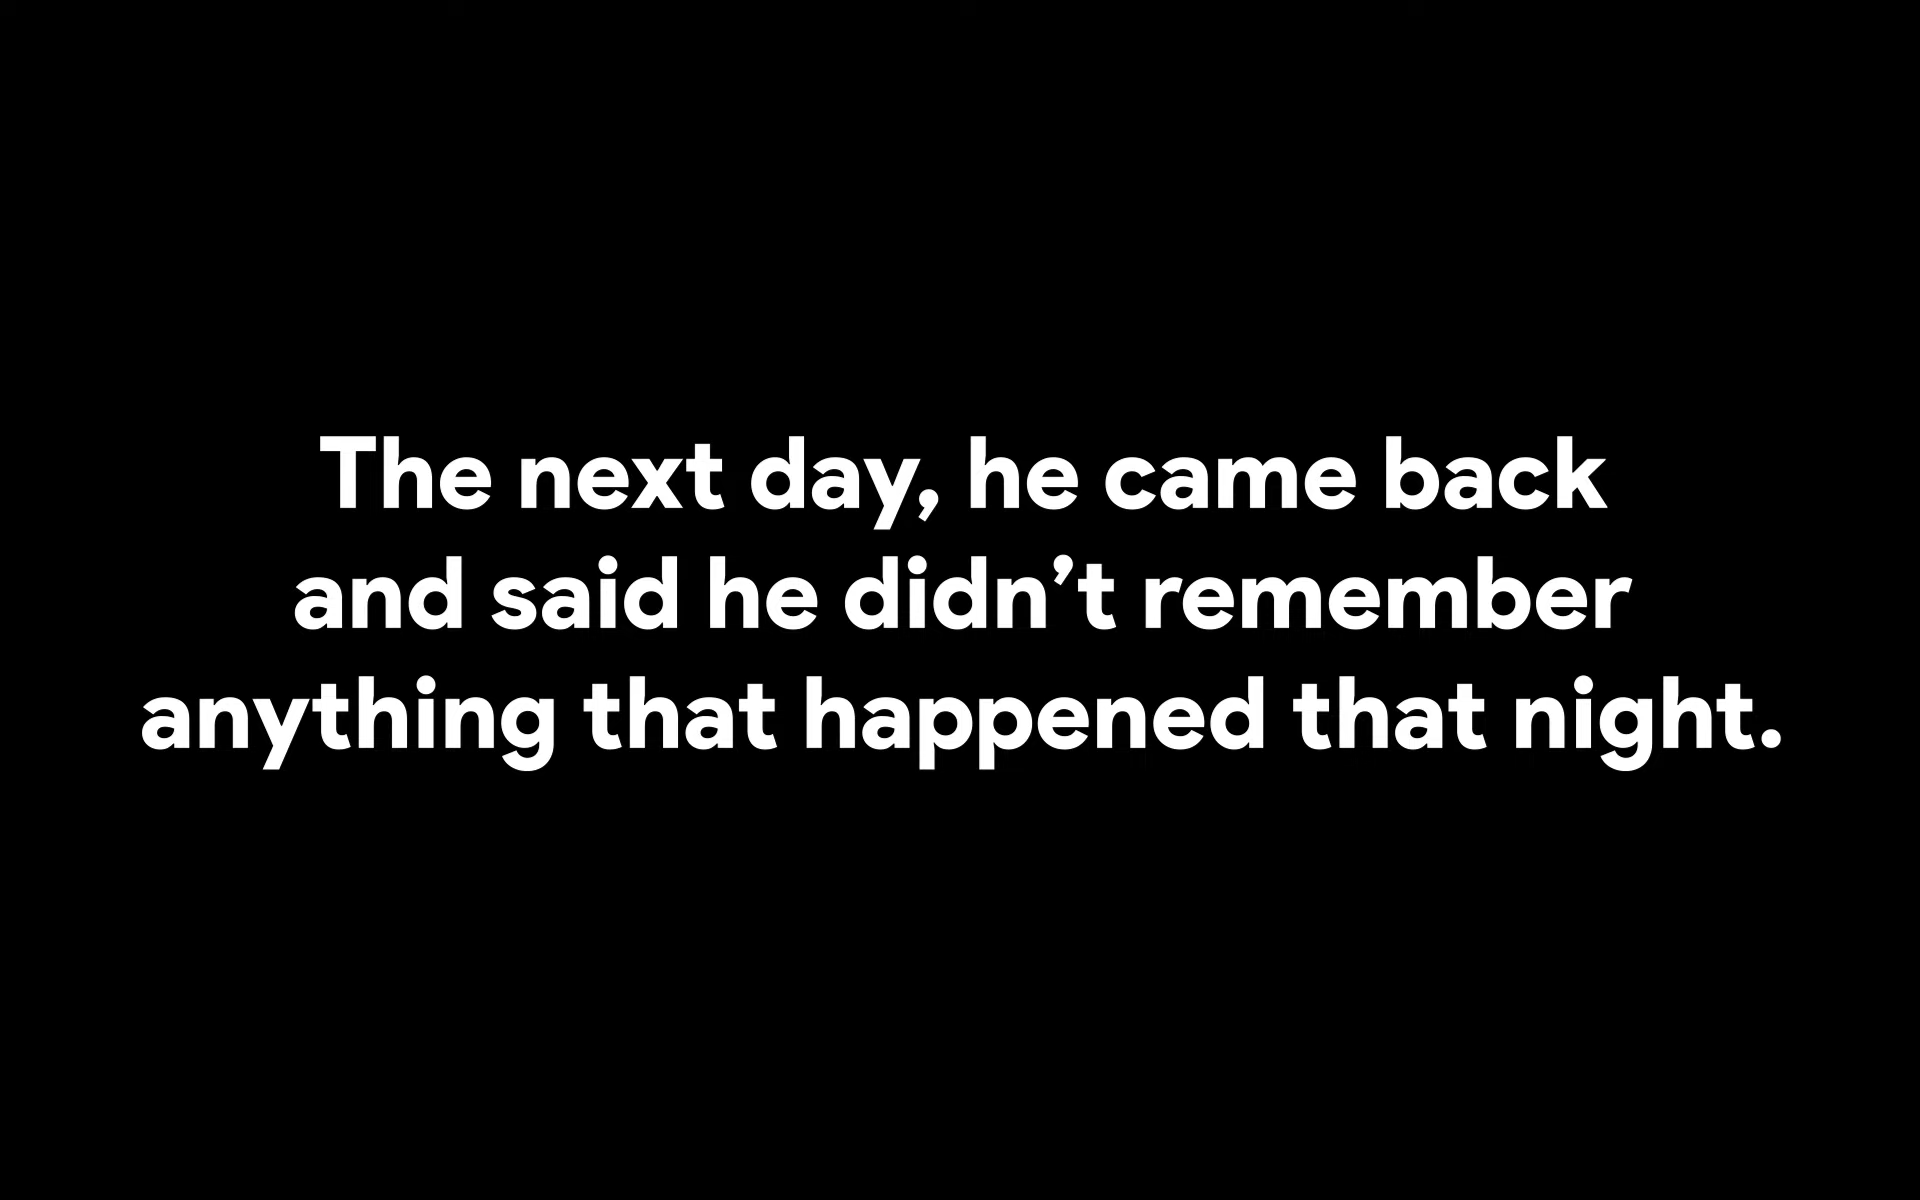 The next day, he came back
and said he didn’t remember
anything that happened that night.